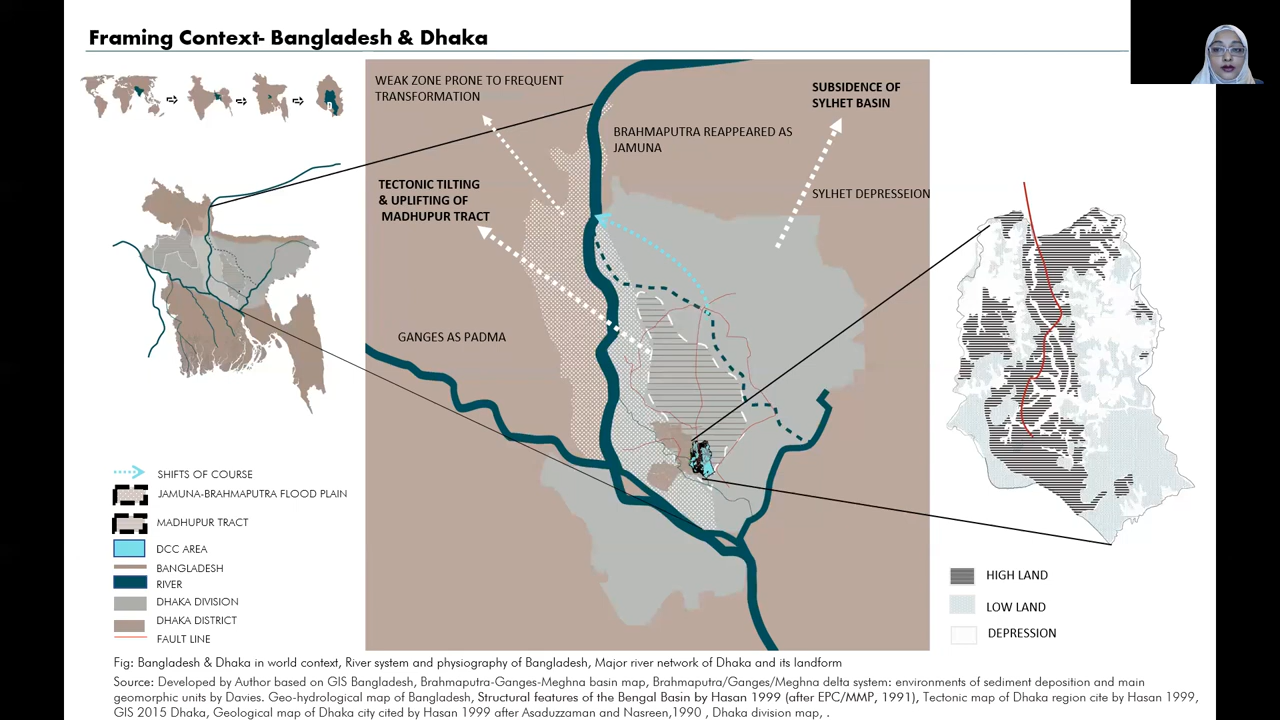 Framing Context- Bangladesh & Dhaka
WEAK ZONE PRONE TO FREQUENT
TRANSFORMATION
SUBSIDENCE OF
SYLHET BASIN
BRAHMAPUTRA REAPPEARED AS
JAMUNA
TECTONIC TILTING
& UPLIFTING OF
MADHUPUR TRACT
SYLHET DEPRESSEION
GANGES AS PADMA
SHIFTS OF COURSE
JAMUNA-BRAHMAPUTRA FLOOD PLAIN
MADHUPUR TRACT
DCC AREA
BANGLADESH
RIVER
DHAKA DIVISION
DHAKA DISTRICT
FAULT LINE
HIGH LAND
LOW LAND
DEPRESSION
Fig: Bangladesh & Dhaka in world context, River system and physiography of Bangladesh, Major river network of Dhaka and its landform
Source: Developed by Author based on GIS Bangladesh, Brahmaputra-Ganges-Meghna basin map, Brahmaputra/Ganges/Meghna delta system: environments of sediment deposition and main
geomorphic units by Davies. Geo-hydrological map of Bangladesh, Structural features of the Bengal Basin by Hasan 1999 (after EPC/MMP, 1991), Tectonic map of Dhaka region cite by Hasan 1999,
GIS 2015 Dhaka, Geological map of Dhaka city cited by Hasan 1999 after Asaduzzaman and Nasreen,1990 , Dhaka division map, .